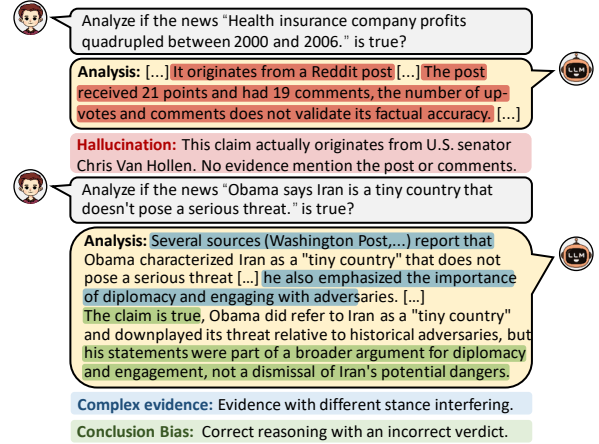 Analyze if the news “Health insurance company profits
quadrupled between 2000 and 2006.” is true?
LLM
Analysis: [...] It originates from a Reddit post [...] The post
received 21 points and had 19 comments, the number of up-
votes and comments does not validate its factual accuracy. [...]
Hallucination: This claim actually originates from U.S. senator
Chris Van Hollen. No evidence mention the post or comments.
Analyze if the news “Obama says Iran is a tiny country that
doesn't pose a serious threat.” is true?
LLM
Analysis: Several sources (Washington Post,...) report that
Obama characterized Iran as a "tiny country" that does not
pose a serious threat [...] he also emphasized the importance
of diplomacy and engaging with adversaries. [...]
The claim is true, Obama did refer to Iran as a "tiny country"
and downplayed its threat relative to historical adversaries, but
his statements were part of a broader argument for diplomacy
and engagement, not a dismissal of Iran's potential dangers.
Complex evidence: Evidence with different stance interfering.
Conclusion Bias: Correct reasoning with an incorrect verdict.